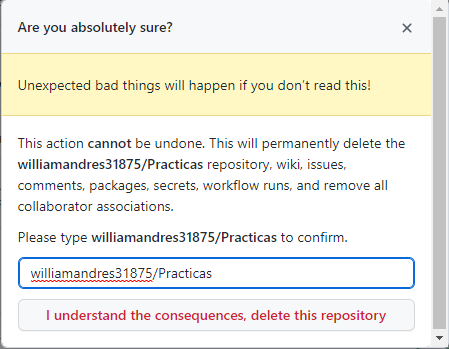 Are you absolutely sure?
Unexpected bad things will happen if you don't read this!
This action cannot be undone. This will permanently delete the
williamandres31875/Practicas repository, wiki, issues,
comments, packages, secrets, workflow runs, and remove all
collaborator associations.
Please type williamandres31875/Practicas to confirm.
williamandres31875/Practicas
I understand the consequences, delete this repository